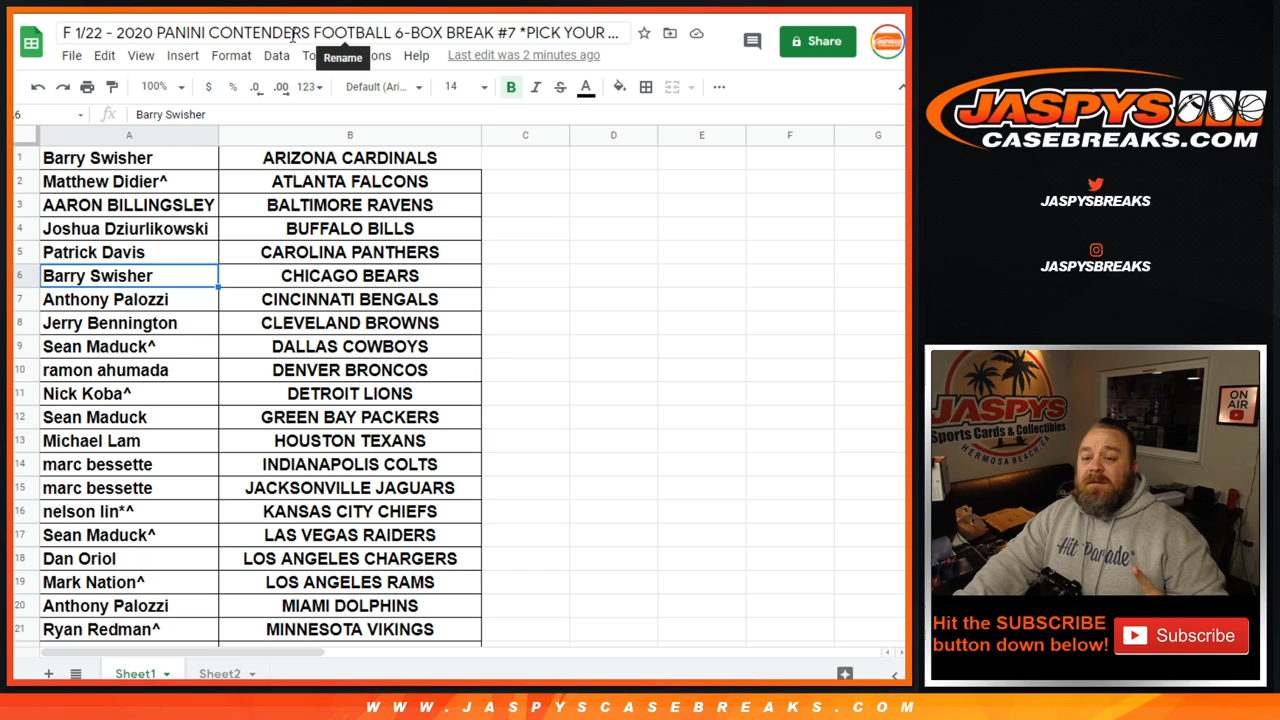 F 1/22 - 2020 PANINI CONTENDERS FOOTBALL 6-BOX BREAK #7 *PICK YOUR ...
Share
File Edit View Insert Format Data To ons Help Last edit was 2 minutes ago
Rename
100% $ % .0 .00 123 Default (Ari... 14 B I S A
.6 fx Barry Swisher
A B C D E F G
1 Barry Swisher ARIZONA CARDINALS
2 Matthew Didier^ ATLANTA FALCONS
3 AARON BILLINGSLEY BALTIMORE RAVENS
4 Joshua Dziurlikowski BUFFALO BILLS
5 Patrick Davis CAROLINA PANTHERS
6 Barry Swisher CHICAGO BEARS
7 Anthony Palozzi CINCINNATI BENGALS
8 Jerry Bennington CLEVELAND BROWNS
9 Sean Maduck^ DALLAS COWBOYS
10 ramon ahumada DENVER BRONCOS
11 Nick Koba^ DETROIT LIONS
12 Sean Maduck GREEN BAY PACKERS
13 Michael Lam HOUSTON TEXANS
14 marc bessette INDIANAPOLIS COLTS
15 marc bessette JACKSONVILLE JAGUARS
16 nelson lin*^ KANSAS CITY CHIEFS
17 Sean Maduck^ LAS VEGAS RAIDERS
18 Dan Oriol LOS ANGELES CHARGERS
19 Mark Nation^ LOS ANGELES RAMS
20 Anthony Palozzi MIAMI DOLPHINS
21 Ryan Redman^ MINNESOTA VIKINGS
Sheet1 Sheet2
JASPYS
CASEBREAKS.COM
JASPYSBREAKS
JASPYSBREAKS
JASPYS
Sports Cards & Collectibles
HERMOSA BEACH, CA
ON AIR
Hit Parade
Hit the SUBSCRIBE
button down below!
Subscribe
WWW.JASPYSCASEBREAKS.COM